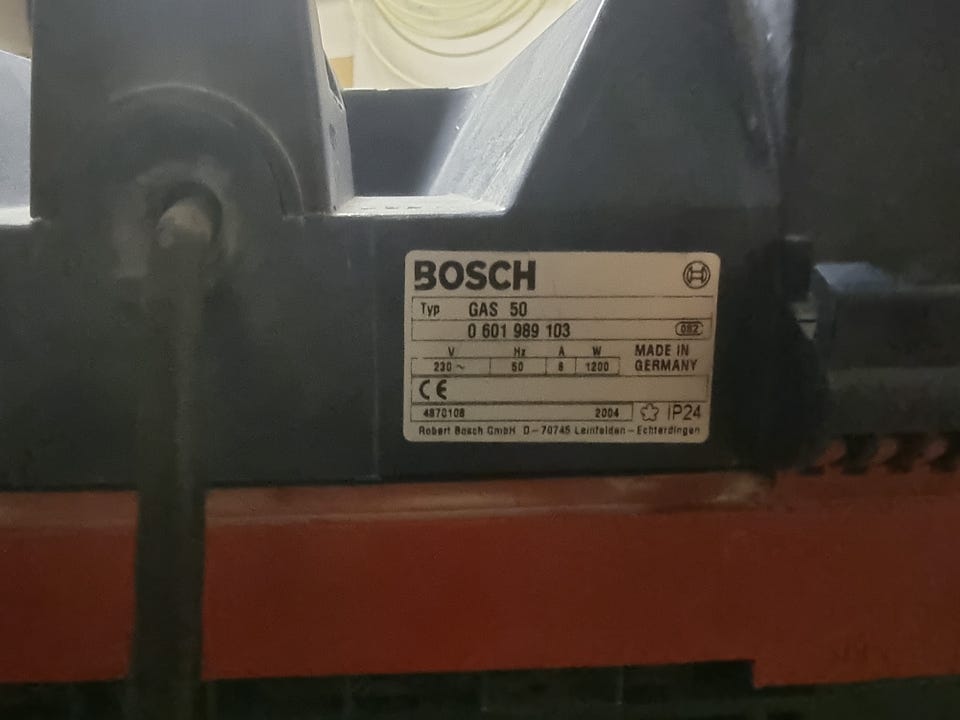 BOSCH
Typ GAS 50
0 601 989 103 082
V Hz A W MADE IN
230 ~ 50 6 1200 GERMANY
CE
4870108 2004 IP24
Robert Bosch GmbH D-70745 Leinfelden-Echterdingen